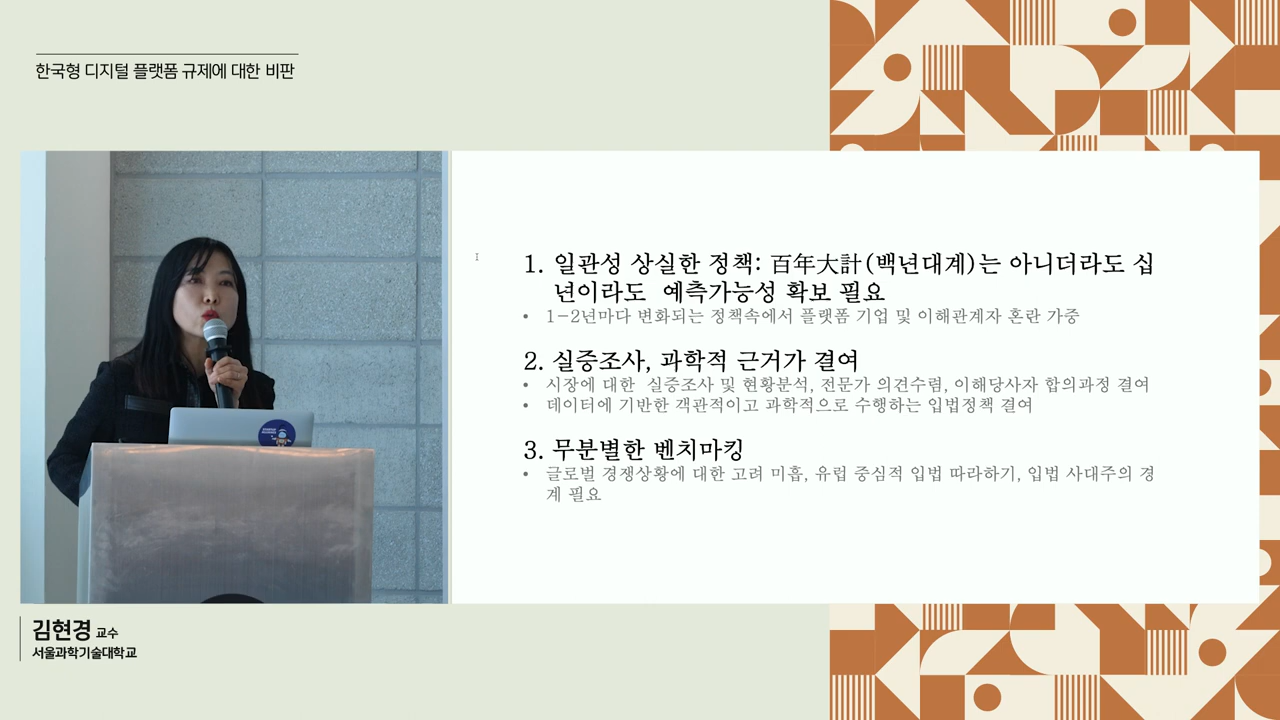 한국형 디지털 플랫폼 규제에 대한 비판
1. 일관성 상실한 정책: 百年大計(백년대계)는 아니더라도 십
년이라도 예측가능성 확보 필요
• 1-2년마다 변화되는 정책속에서 플랫폼 기업 및 이해관계자 혼란 가중
2. 실증조사, 과학적 근거가 결여
• 시장에 대한 실증조사 및 현황분석, 전문가 의견수렴, 이해당사자 합의과정 결여
• 데이터에 기반한 객관적이고 과학적으로 수행하는 입법정책 결여
3. 무분별한 벤치마킹
• 글로벌 경쟁상황에 대한 고려 미흡, 유럽 중심적 입법 따라하기, 입법 사대주의 경
계 필요
김현경 교수
서울과학기술대학교